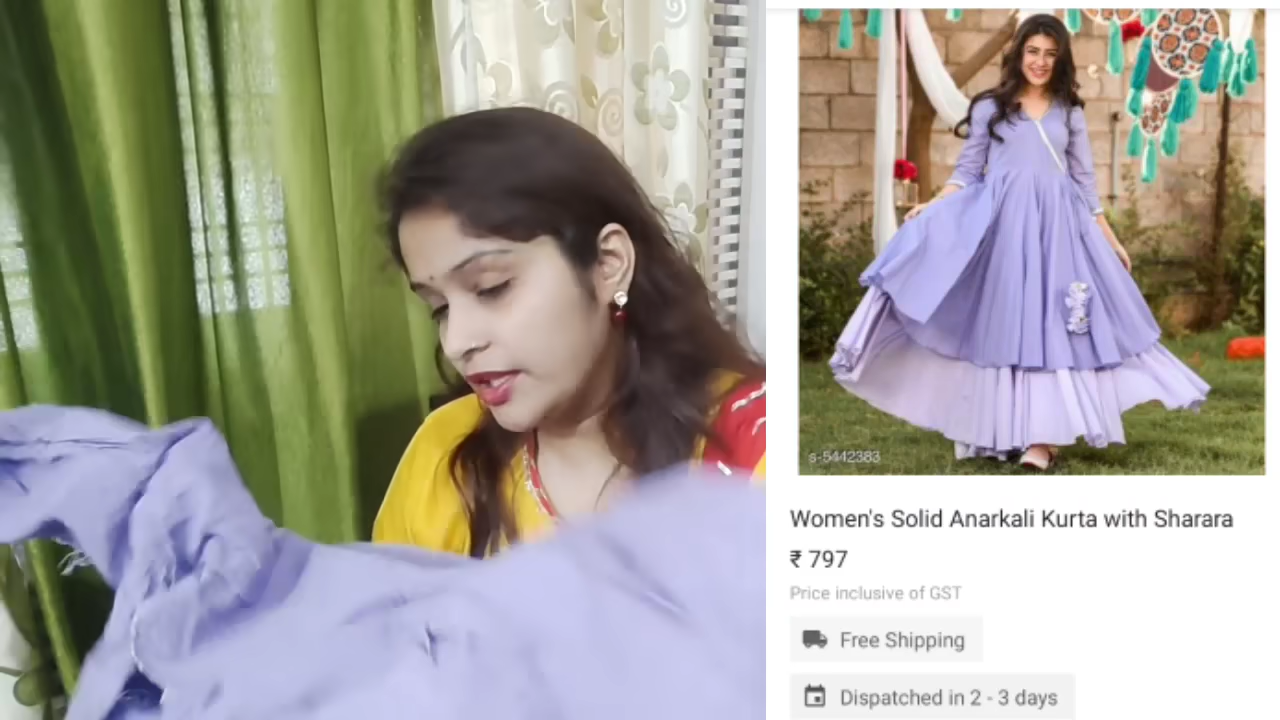 s-5442383
Women's Solid Anarkali Kurta with Sharara
₹ 797
Price inclusive of GST
Free Shipping
Dispatched in 2 - 3 days